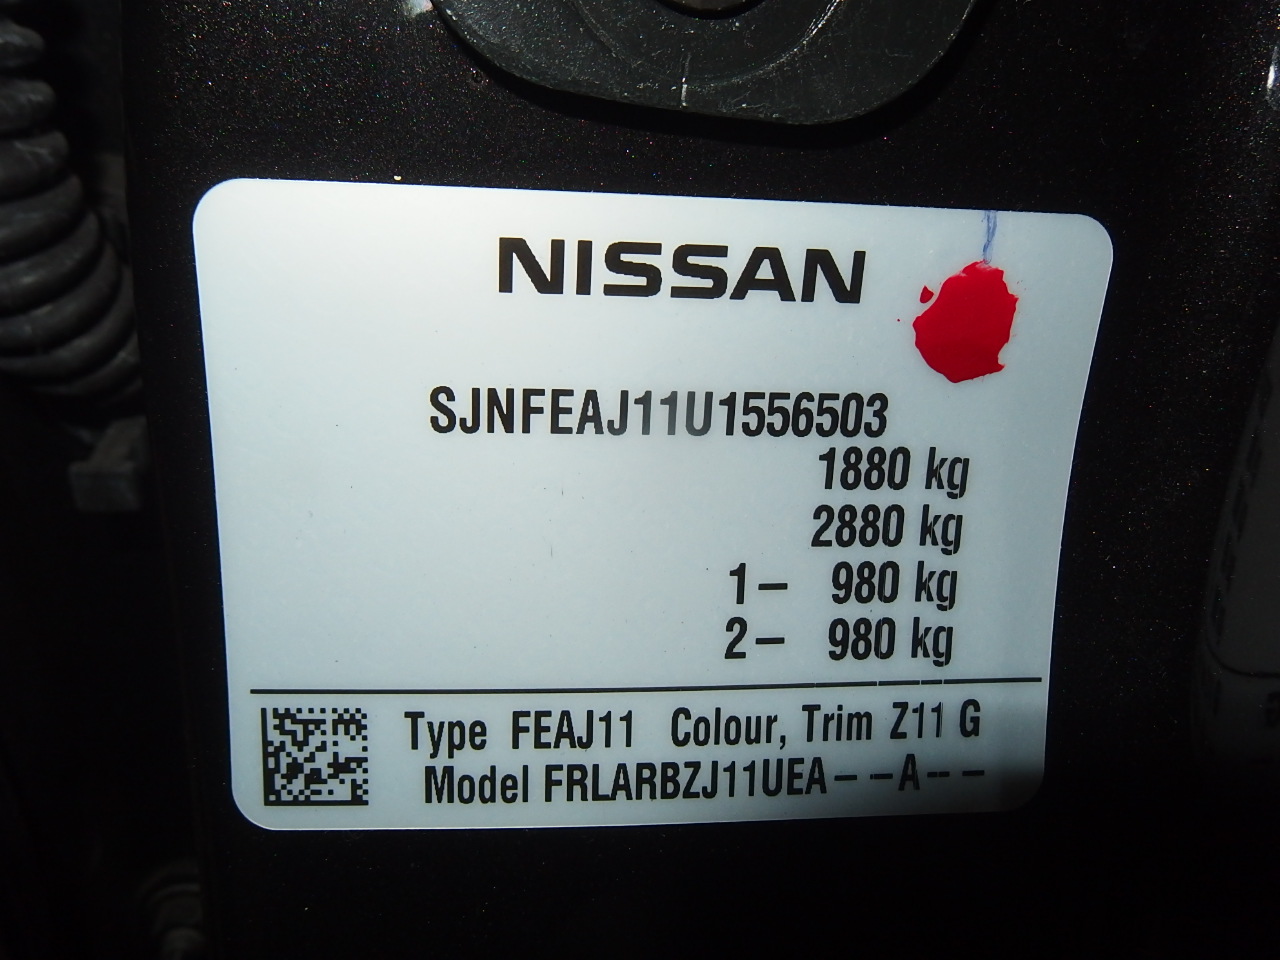 NISSAN
SJNFEAJ11U1556503
1880 kg
2880 kg
1– 980 kg
2– 980 kg
Type FEAJ11 Colour, Trim Z11 G
Model FRLARBZJ11UEA– –A– –